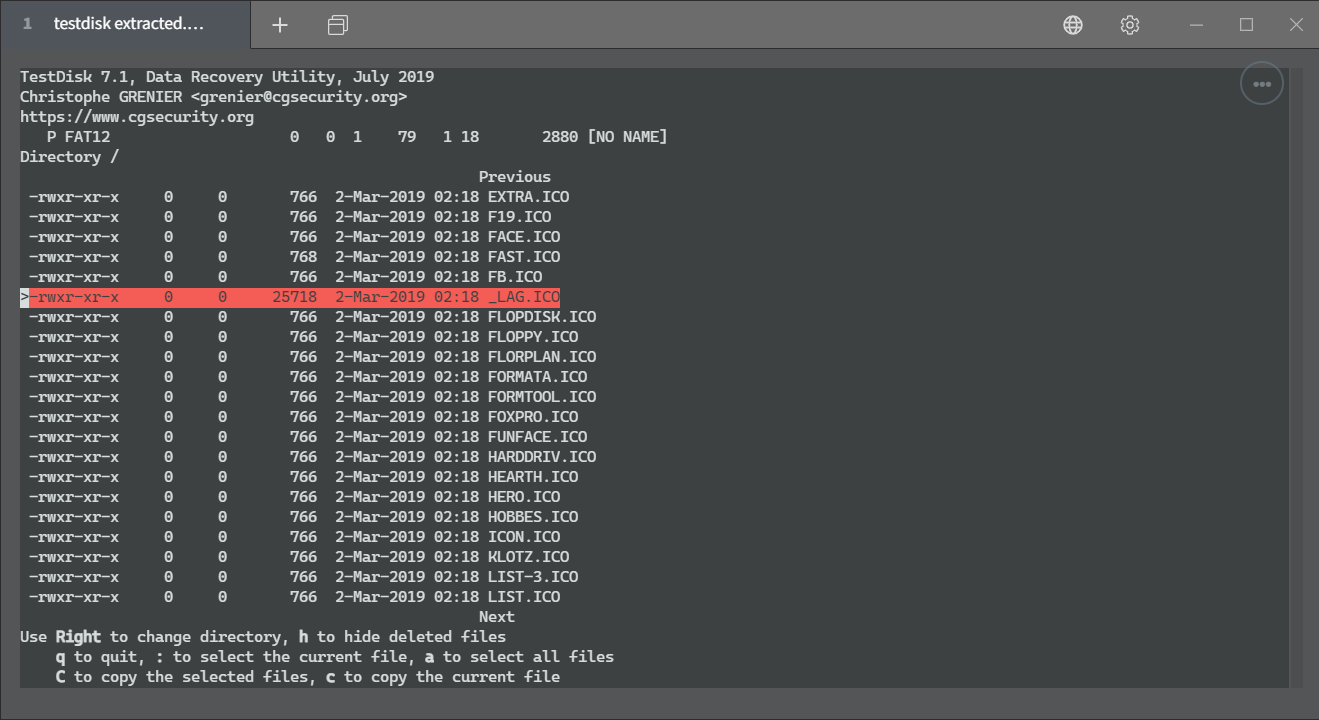 1 testdisk extracted....
TestDisk 7.1, Data Recovery Utility, July 2019
Christophe GRENIER <grenier@cgsecurity.org>
https://www.cgsecurity.org
P FAT12 0 0 1 79 1 18 2880 [NO NAME]
Directory /
Previous
-rwxr-xr-x 0 0 766 2-Mar-2019 02:18 EXTRA.ICO
-rwxr-xr-x 0 0 766 2-Mar-2019 02:18 F19.ICO
-rwxr-xr-x 0 0 766 2-Mar-2019 02:18 FACE.ICO
-rwxr-xr-x 0 0 768 2-Mar-2019 02:18 FAST.ICO
-rwxr-xr-x 0 0 766 2-Mar-2019 02:18 FB.ICO
>-rwxr-xr-x 0 0 25718 2-Mar-2019 02:18 _LAG.ICO
-rwxr-xr-x 0 0 766 2-Mar-2019 02:18 FLOPDISK.ICO
-rwxr-xr-x 0 0 766 2-Mar-2019 02:18 FLOPPY.ICO
-rwxr-xr-x 0 0 766 2-Mar-2019 02:18 FLORPLAN.ICO
-rwxr-xr-x 0 0 766 2-Mar-2019 02:18 FORMATA.ICO
-rwxr-xr-x 0 0 766 2-Mar-2019 02:18 FORMTOOL.ICO
-rwxr-xr-x 0 0 766 2-Mar-2019 02:18 FOXPRO.ICO
-rwxr-xr-x 0 0 766 2-Mar-2019 02:18 FUNFACE.ICO
-rwxr-xr-x 0 0 766 2-Mar-2019 02:18 HARDDRIV.ICO
-rwxr-xr-x 0 0 766 2-Mar-2019 02:18 HEARTH.ICO
-rwxr-xr-x 0 0 766 2-Mar-2019 02:18 HERO.ICO
-rwxr-xr-x 0 0 766 2-Mar-2019 02:18 HOBBES.ICO
-rwxr-xr-x 0 0 766 2-Mar-2019 02:18 ICON.ICO
-rwxr-xr-x 0 0 766 2-Mar-2019 02:18 KLOTZ.ICO
-rwxr-xr-x 0 0 766 2-Mar-2019 02:18 LIST-3.ICO
-rwxr-xr-x 0 0 766 2-Mar-2019 02:18 LIST.ICO
Next
Use Right to change directory, h to hide deleted files
q to quit, : to select the current file, a to select all files
C to copy the selected files, c to copy the current file